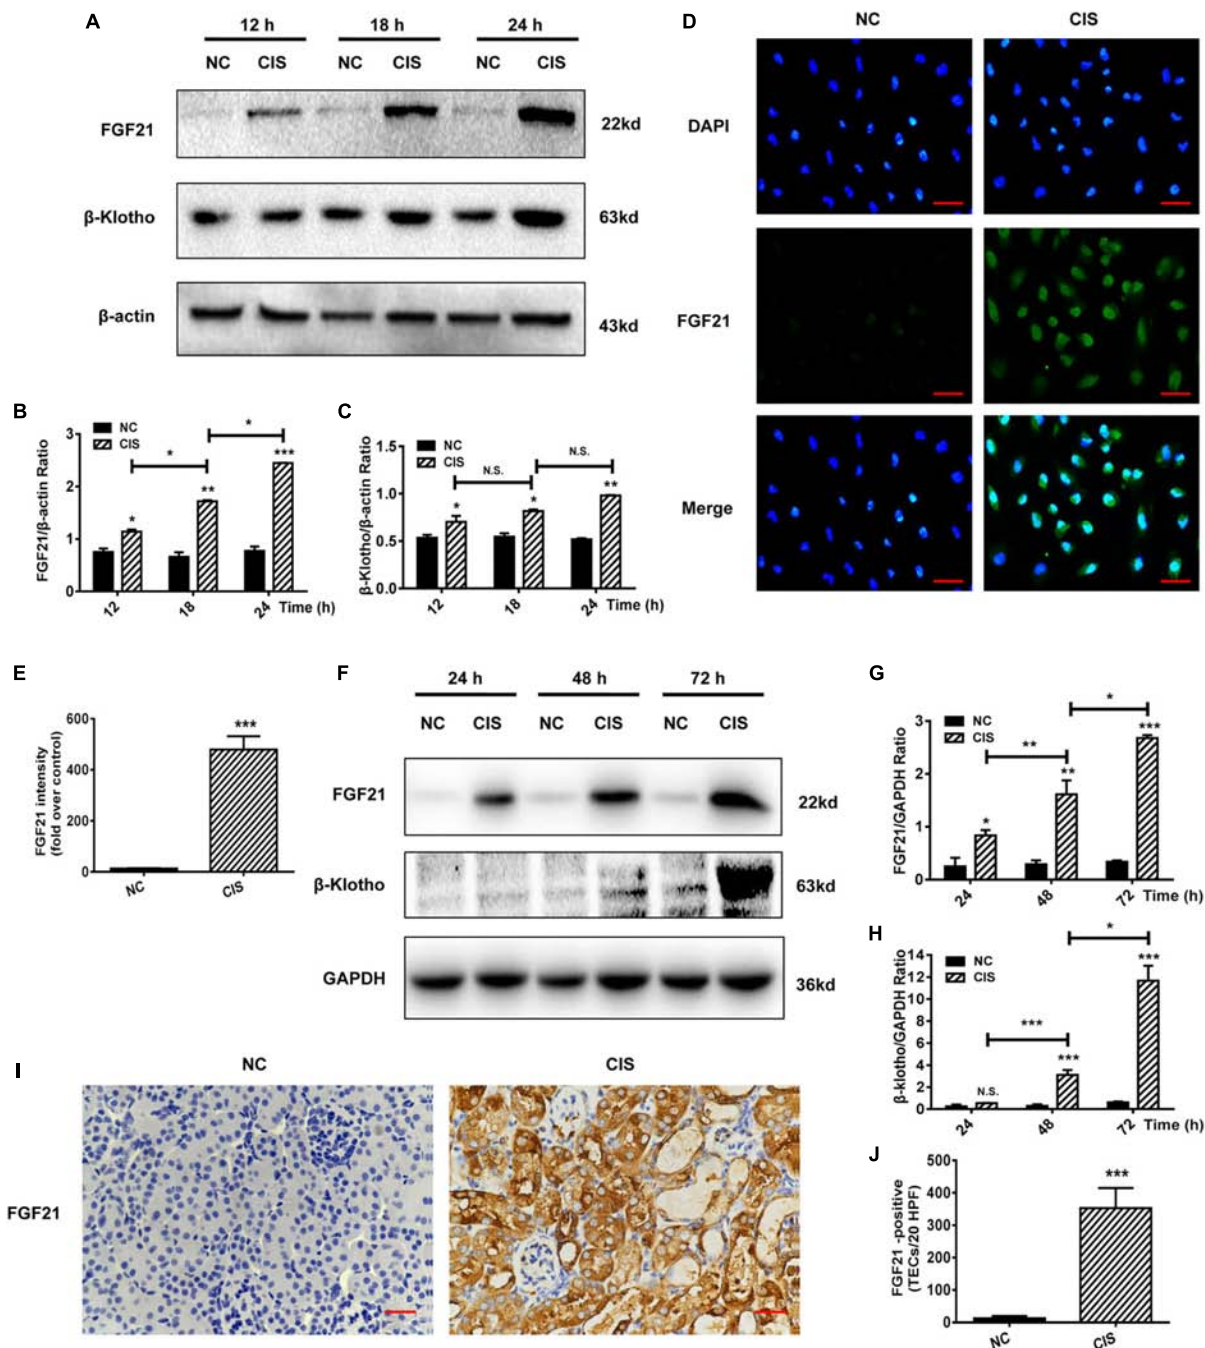 A
12 h 18 h 24 h
NC CIS NC CIS NC CIS
FGF21 22kd
β-Klotho 63kd
β-actin 43kd
D
NC CIS
DAPI
FGF21
Merge
B
FGF21/β-actin Ratio
3
2
1
0
NC
CIS
* ** ***
* *
12 18 24 Time (h)
C
β-Klotho/β-actin Ratio
1.5
1.0
0.5
0.0
NC
CIS
* * **
N.S. N.S.
12 18 24 Time (h)
E
FGF21 intensity
(fold over control)
600
400
200
0
***
NC CIS
F
24 h 48 h 72 h
NC CIS NC CIS NC CIS
FGF21 22kd
β-Klotho 63kd
GAPDH 36kd
G
FGF21/GAPDH Ratio
3
2
1
0
NC
CIS
* ** ***
** *
24 48 72 Time (h)
H
β-klotho/GAPDH Ratio
14
12
10
8
6
4
2
0
NC
CIS
N.S. *** ***
*** *
24 48 72 Time (h)
I
NC CIS
FGF21
J
FGF21 -positive
(TECs/20 HPF)
500
400
300
200
100
0
***
NC CIS